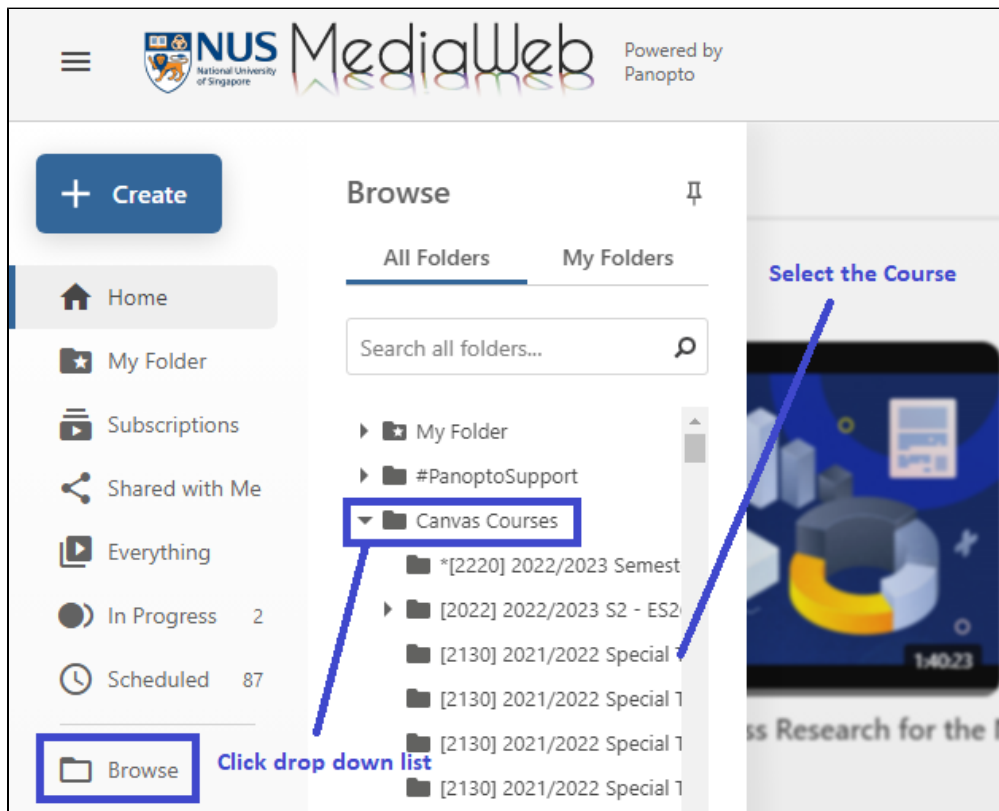 NUS
National University
of Singapore
MediaWeb
Powered by
Panopto
+ Create
Home
My Folder
Subscriptions
Shared with Me
Everything
In Progress 2
Scheduled 87
Browse
Browse
All Folders My Folders
Search all folders...
My Folder
#PanoptoSupport
Canvas Courses
*[2220] 2022/2023 Semest
[2022] 2022/2023 S2 - ES2
[2130] 2021/2022 Special
[2130] 2021/2022 Special T
[2130] 2021/2022 Special T
[2130] 2021/2022 Special T
Click drop down list
Select the Course
1:40:23
ss Research for the